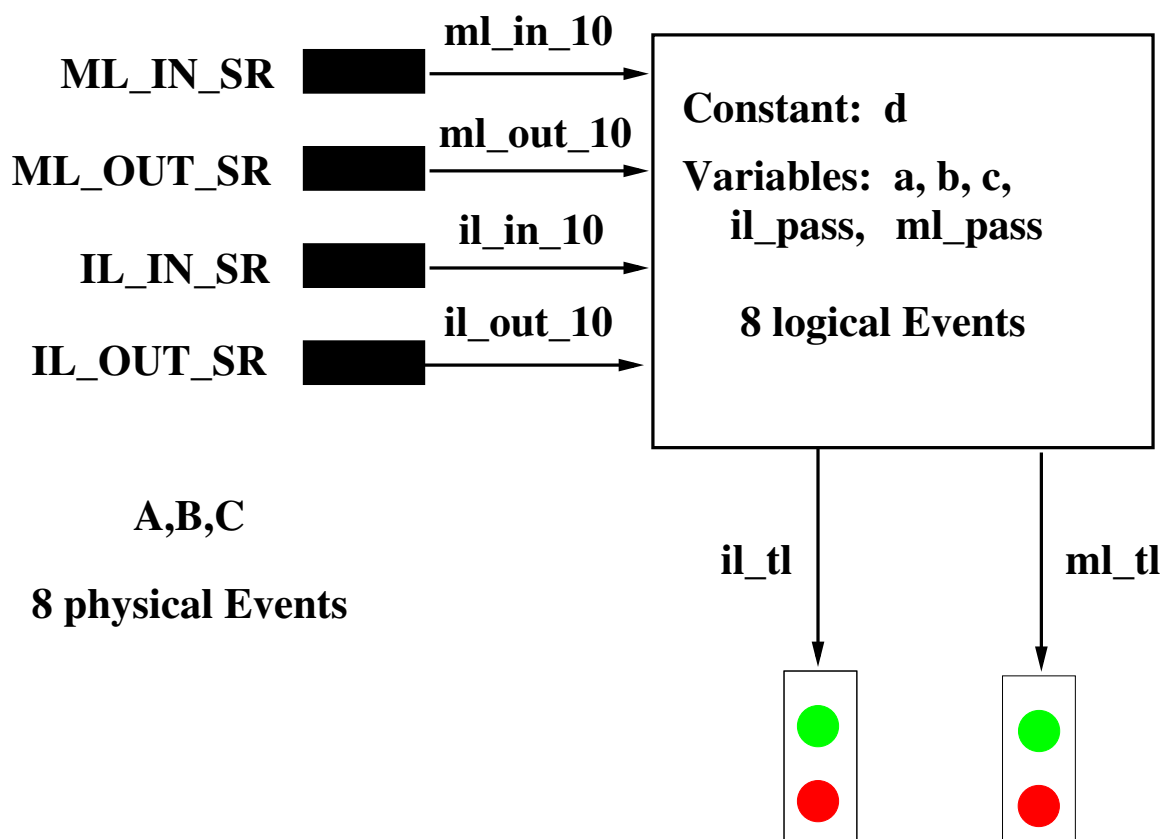 ml_in_10
ML_IN_SR
Constant: d
ml_out_10
ML_OUT_SR
Variables: a, b, c,
il_pass, ml_pass
il_in_10
IL_IN_SR
il_out_10
8 logical Events
IL_OUT_SR
A,B,C
il_tl
ml_tl
8 physical Events